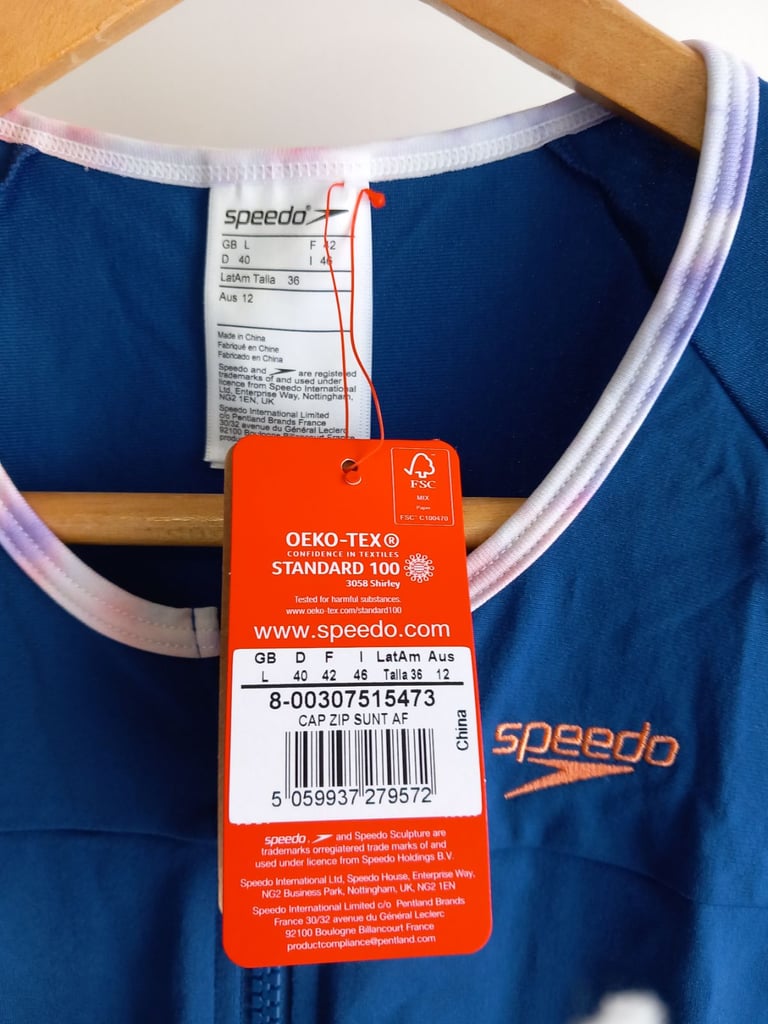 speedo®
GB L F 42
D 40 I 46
LatAm Talla 36
Aus 12
Made in China
Fabriqué en Chine
Fabricado en China
Speedo and are registered
trademarks of and used under
licence from Speedo International
Ltd, Enterprise Way, Nottingham,
NG2 1EN, UK
Speedo International Limited
c/o Pentland Brands France
30/32 avenue du Général Leclerc
92100 Boulogne Billancourt France
FSC
MIX
Paper
FSC™ C100470
OEKO-TEX®
CONFIDENCE IN TEXTILES
STANDARD 100
3058 Shirley
Tested for harmful substances.
www.oeko-tex.com/standard100
www.speedo.com
GB D F I LatAm Aus
L 40 42 46 Talla 36 12
8-00307515473
CAP ZIP SUNT AF
China
5 059937 279572
speedo, and Speedo Sculpture are
trademarks orregistered trade marks of and
used under licence from Speedo Holdings B.V.
Speedo International Ltd, Speedo House, Enterprise Way,
NG2 Business Park, Nottingham, UK, NG2 1EN
Speedo International Limited c/o Pentland Brands
France 30/32 avenue du Général Leclerc
92100 Boulogne Billancourt France
productcompliance@pentland.com
speedo